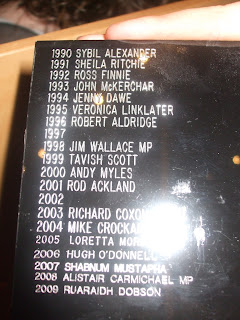 1990 SYBIL ALEXANDER
1991 SHEILA RITCHIE
1992 ROSS FINNIE
1993 JOHN McKERCHAR
1994 JENNY DAWE
1995 VERONICA LINKLATER
1996 ROBERT ALDRIDGE
1997
1998 JIM WALLACE MP
1999 TAVISH SCOTT
2000 ANDY MYLES
2001 ROD ACKLAND
2002
2003 RICHARD
2004 MIKE
2005 LORETTA
2006 HUGH O'DONNELL
2007 SHABNUM MUSTAPHA
2008 ALISTAIR CARMICHAEL MP
2009 RUARAIDH DOBSON